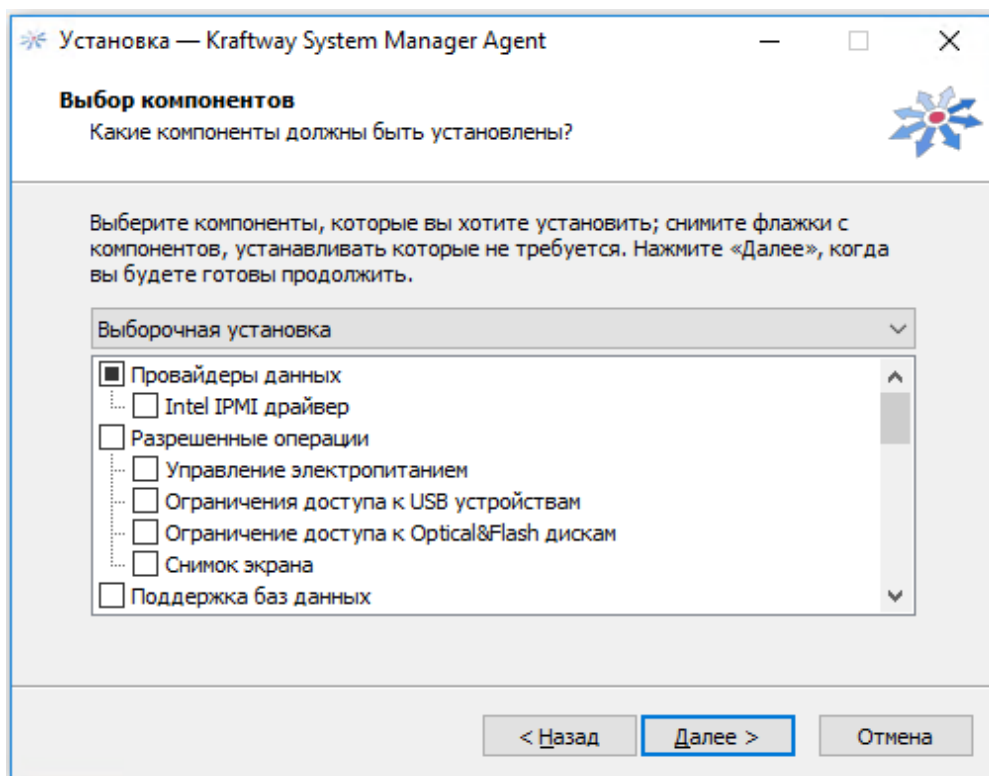 Установка — Kraftway System Manager Agent
Выбор компонентов
Какие компоненты должны быть установлены?
Выберите компоненты, которые вы хотите установить; снимите флажки с
компонентов, устанавливать которые не требуется. Нажмите «Далее», когда
вы будете готовы продолжить.
Выборочная установка
Провайдеры данных
Intel IPMI драйвер
Разрешенные операции
Управление электропитанием
Ограничения доступа к USB устройствам
Ограничение доступа к Optical&Flash дискам
Снимок экрана
Поддержка баз данных
< Назад
Далее >
Отмена